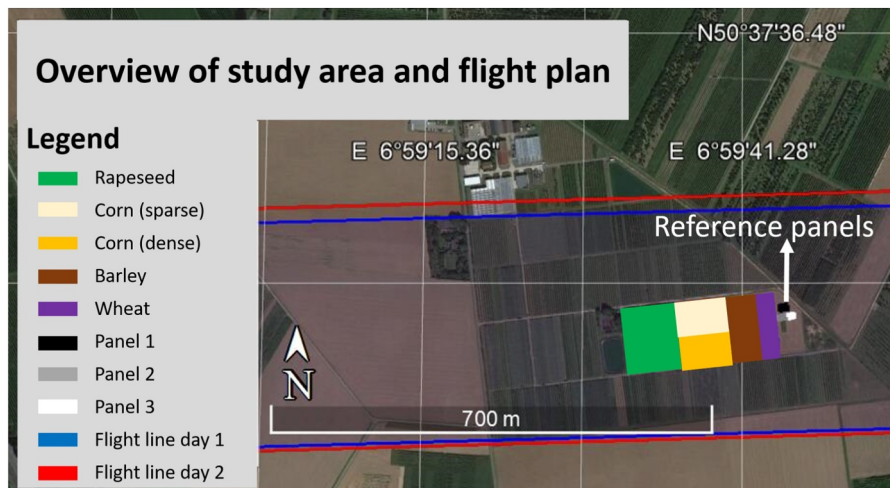 Overview of study area and flight plan
N50°37'36.48"
E 6°59'15.36"
E 6°59'41.28"
Legend
Rapeseed
Corn (sparse)
Corn (dense)
Barley
Wheat
Panel 1
Panel 2
Panel 3
Flight line day 1
Flight line day 2
Reference panels
N
700 m